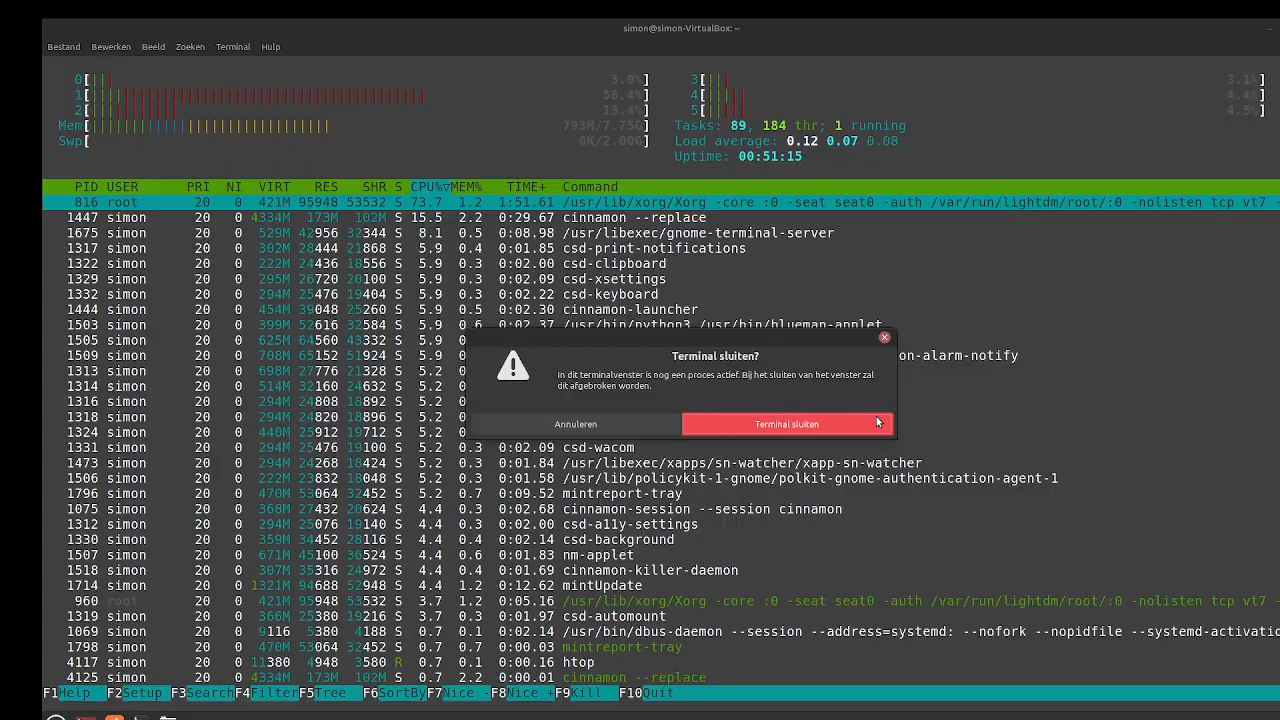 simon@simon-VirtualBox: ~
Bestand Bewerken Beeld Zoeken Terminal Hulp
0[||| 3.0%] 3[||| 3.1%]
1[ 58.4%] 4[ 4.4%]
2[ 13.4%] 5[ 4.5%]
Mem[ 793M/7.75G] Tasks: 89, 184 thr; 1 running
Swp[ 0K/2.00G] Load average: 0.12 0.07 0.08
Uptime: 00:51:15
PID USER PRI NI VIRT RES SHR S CPU%▽MEM% TIME+ Command
816 root 20 0 421M 95948 53532 S 73.7 1.2 1:51.61 /usr/lib/xorg/Xorg -core :0 -seat seat0 -auth /var/run/lightdm/root/:0 -nolisten tcp vt7 -
1447 simon 20 0 4334M 173M 102M S 15.5 2.2 0:29.67 cinnamon --replace
1675 simon 20 0 529M 42956 32344 S 8.1 0.5 0:08.98 /usr/libexec/gnome-terminal-server
1317 simon 20 0 302M 28444 21868 S 5.9 0.4 0:01.85 csd-print-notifications
1322 simon 20 0 222M 24436 18556 S 5.9 0.3 0:02.00 csd-clipboard
1329 simon 20 0 295M 26720 20100 S 5.9 0.3 0:02.09 csd-xsettings
1332 simon 20 0 294M 25476 19404 S 5.9 0.3 0:02.22 csd-keyboard
1444 simon 20 0 454M 39048 25260 S 5.9 0.5 0:02.30 cinnamon-launcher
1503 simon 20 0 399M 52616 32584 S 5.9 0.6 0:02.37 /usr/bin/python3 /usr/bin/blueman-applet
1505 simon 20 0 625M 64560 43332 S 5.9
1509 simon 20 0 708M 65152 51924 S 5.9 on-alarm-notify
1313 simon 20 0 454M 27776 21328 S
1314 simon 20 0 514M 32160 24600 S
1316 simon 20 0 294M 24808 18892 S
1318 simon 20 0 294M 24820 18896 S
1324 simon 20 0 440M 25912 19712 S
1331 simon 20 0 294M 25476 19404 S 5.2 0.3 0:02.09 csd-wacom
1473 simon 20 0 294M 24268 18424 S 5.2 0.3 0:01.84 /usr/libexec/xapps/sn-watcher/xapp-sn-watcher
1506 simon 20 0 222M 23832 18048 S 5.2 0.3 0:01.58 /usr/lib/policykit-1-gnome/polkit-gnome-authentication-agent-1
1796 simon 20 0 470M 53064 32452 S 5.2 0.7 0:09.52 mintreport-tray
1075 simon 20 0 360M 27432 20624 S 4.4 0.3 0:02.68 cinnamon-session --session cinnamon
1312 simon 20 0 294M 25076 19140 S 4.4 0.3 0:02.00 csd-a11y-settings
1330 simon 20 0 359M 34452 28116 S 4.4 0.4 0:02.14 csd-background
1507 simon 20 0 671M 45100 36524 S 4.4 0.6 0:01.83 nm-applet
1518 simon 20 0 307M 35316 24972 S 4.4 0.4 0:01.69 cinnamon-killer-daemon
1714 simon 20 0 1321M 94688 52948 S 4.4 1.2 0:12.62 mintUpdate
960 root 20 0 421M 95948 53532 S 3.7 1.2 0:05.16 /usr/lib/xorg/Xorg -core :0 -seat seat0 -auth /var/run/lightdm/root/:0 -nolisten tcp vt7 -
1319 simon 20 0 366M 25380 19216 S 3.7 0.3 0:01.97 csd-automount
1069 simon 20 0 9116 5380 4188 S 0.7 0.1 0:02.14 /usr/bin/dbus-daemon --session --address=systemd: --nofork --nopidfile --systemd-activatio
1798 simon 20 0 470M 53064 32452 S 0.7 0.7 0:00.03 mintreport-tray
4117 simon 20 0 11380 4948 3580 R 0.7 0.1 0:00.16 htop
4125 simon 20 0 4334M 173M 102M S 0.7 2.2 0:00.01 cinnamon --replace
F1Help F2Setup F3Search F4Filter F5Tree F6SortBy F7Nice - F8Nice + F9Kill F10Quit
Terminal sluiten?
In dit terminalvenster is nog een proces actief. Bij het sluiten van het venster zal
dit afgebroken worden.
Annuleren Terminal sluiten